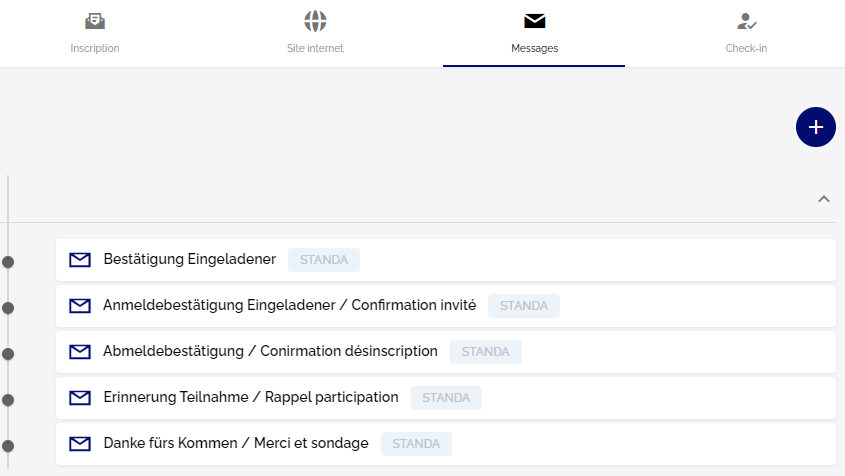 Inscription
Site internet
Messages
Check-in
Bestätigung Eingeladener STANDA
Anmeldebestätigung Eingeladener / Confirmation invité STANDA
Abmeldebestätigung / Conirmation désinscription STANDA
Erinnerung Teilnahme / Rappel participation STANDA
Danke fürs Kommen / Merci et sondage STANDA